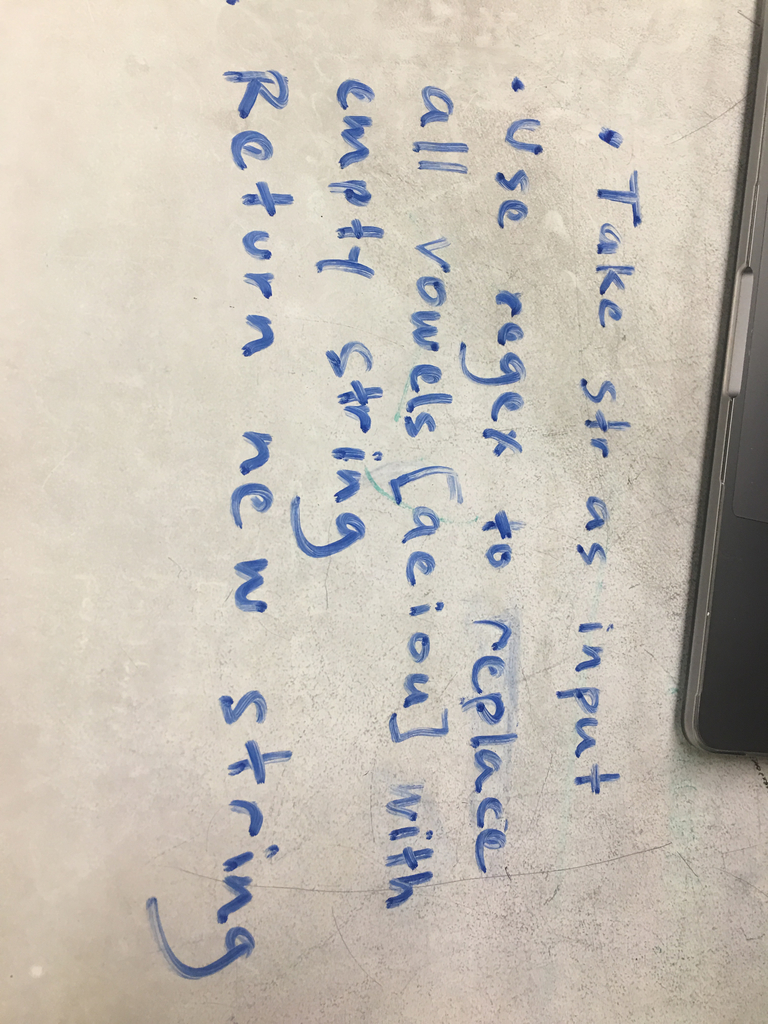 • Take str as input
• Use regex to replace
all vowels [aeiou] with
empty string
• Return new string